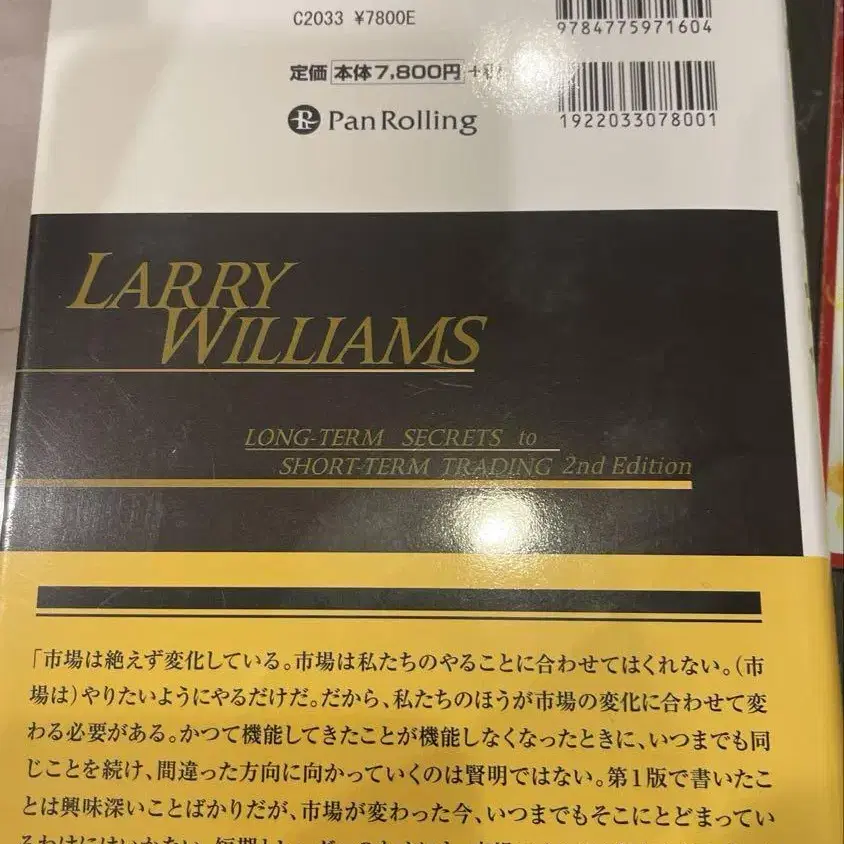 C2033 ¥7800E
9784775971604
定価 本体7,800円
1922033078001
PanRolling
LARRY
WILLIAMS
LONG-TERM SECRETS to
SHORT-TERM TRADING 2nd Edition
「市場は絶えず変化している。市場は私たちのやることに合わせてはくれない。(市
場は)やりたいようにやるだけだ。だから、私たちのほうが市場の変化に合わせて変
わる必要がある。かつて機能してきたことが機能しなくなったときに、いつまでも同
じことを続け、間違った方向に向かっていくのは賢明ではない。第1版で書いたこ
とは興味深いことばかりだが、市場が変わった今、いつまでもそこにとどまってい
るわけにはいかない。